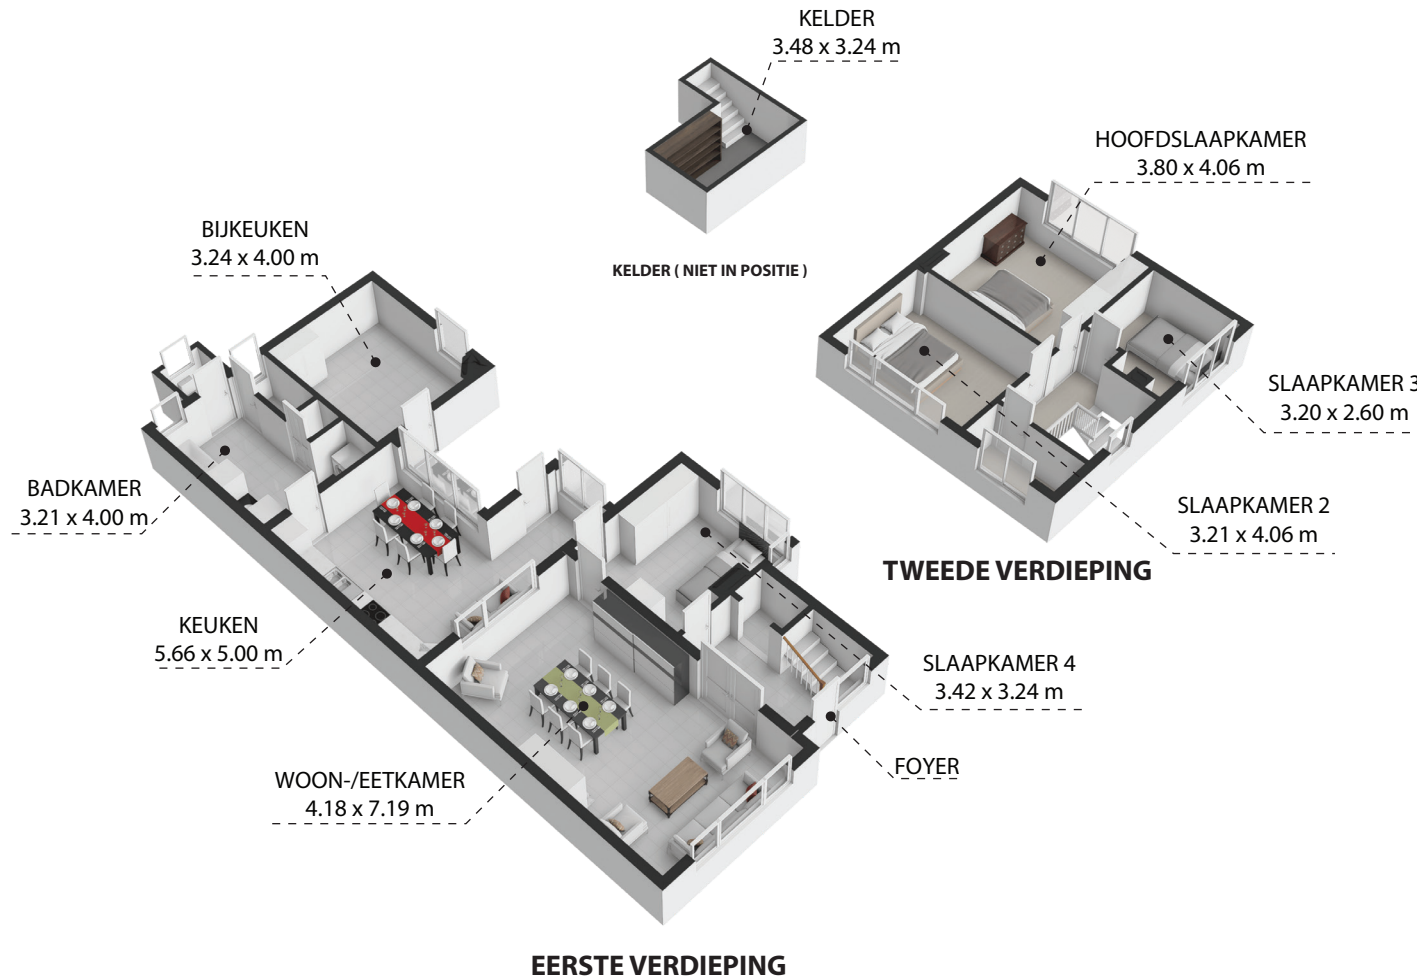 KELDER
3.48 x 3.24 m
HOOFDSLAAPKAMER
3.80 x 4.06 m
BIJKEUKEN
3.24 x 4.00 m
KELDER ( NIET IN POSITIE )
SLAAPKAMER 3
3.20 x 2.60 m
BADKAMER
3.21 x 4.00 m
SLAAPKAMER 2
3.21 x 4.06 m
TWEEDE VERDIEPING
KEUKEN
5.66 x 5.00 m
SLAAPKAMER 4
3.42 x 3.24 m
FOYER
WOON-/EETKAMER
4.18 x 7.19 m
EERSTE VERDIEPING